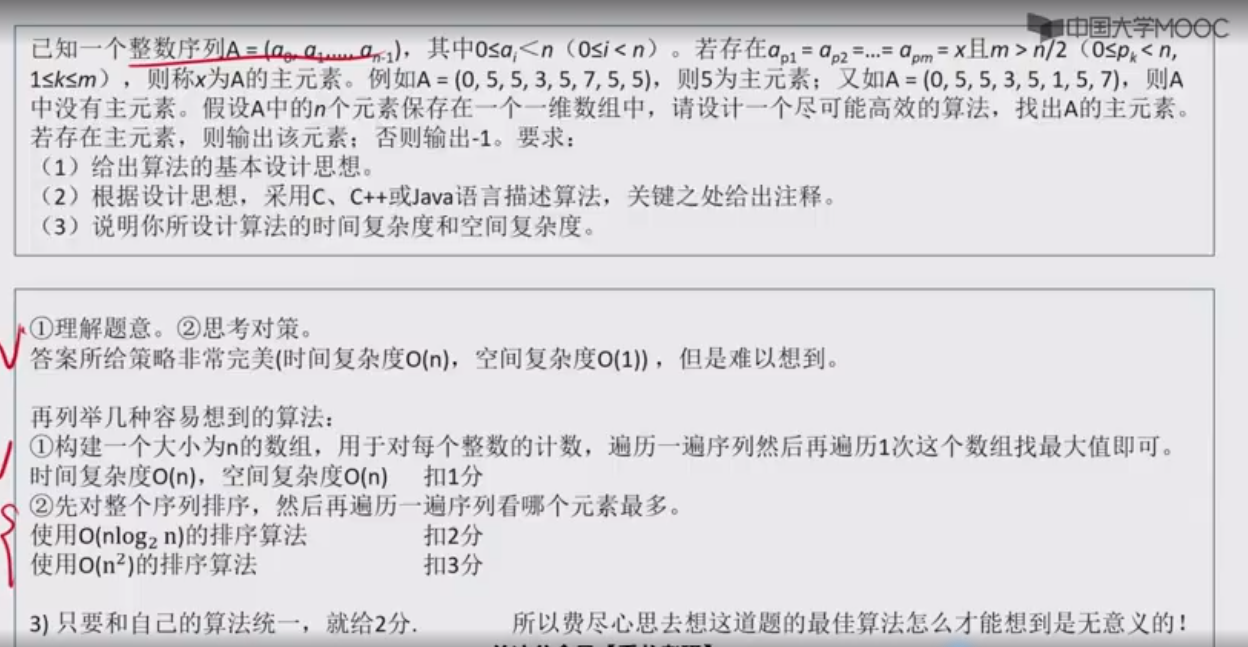 中国大学MOOC
已知一个整数序列A = (a0, a1,..., an-1)，其中0≤ai＜n（0≤i < n）。若存在ap1 = ap2 =...= apm = x且m > n/2（0≤pk < n,
1≤k≤m），则称x为A的主元素。例如A = (0, 5, 5, 3, 5, 7, 5, 5)，则5为主元素；又如A = (0, 5, 5, 3, 5, 1, 5, 7)，则A
中没有主元素。假设A中的n个元素保存在一个一维数组中，请设计一个尽可能高效的算法，找出A的主元素。
若存在主元素，则输出该元素；否则输出-1。要求：
（1）给出算法的基本设计思想。
（2）根据设计思想，采用C、C++或Java语言描述算法，关键之处给出注释。
（3）说明你所设计算法的时间复杂度和空间复杂度。
①理解题意。②思考对策。
答案所给策略非常完美(时间复杂度O(n)，空间复杂度O(1))，但是难以想到。
再列举几种容易想到的算法：
①构建一个大小为n的数组，用于对每个整数的计数，遍历一遍序列然后再遍历1次这个数组找最大值即可。
时间复杂度O(n)，空间复杂度O(n) 扣1分
②先对整个序列排序，然后再遍历一遍序列看哪个元素最多。
使用O(nlog₂ n)的排序算法 扣2分
使用O(n²)的排序算法 扣3分
3) 只要和自己的算法统一，就给2分. 所以费尽心思去想这道题的最佳算法怎么才能想到是无意义的！